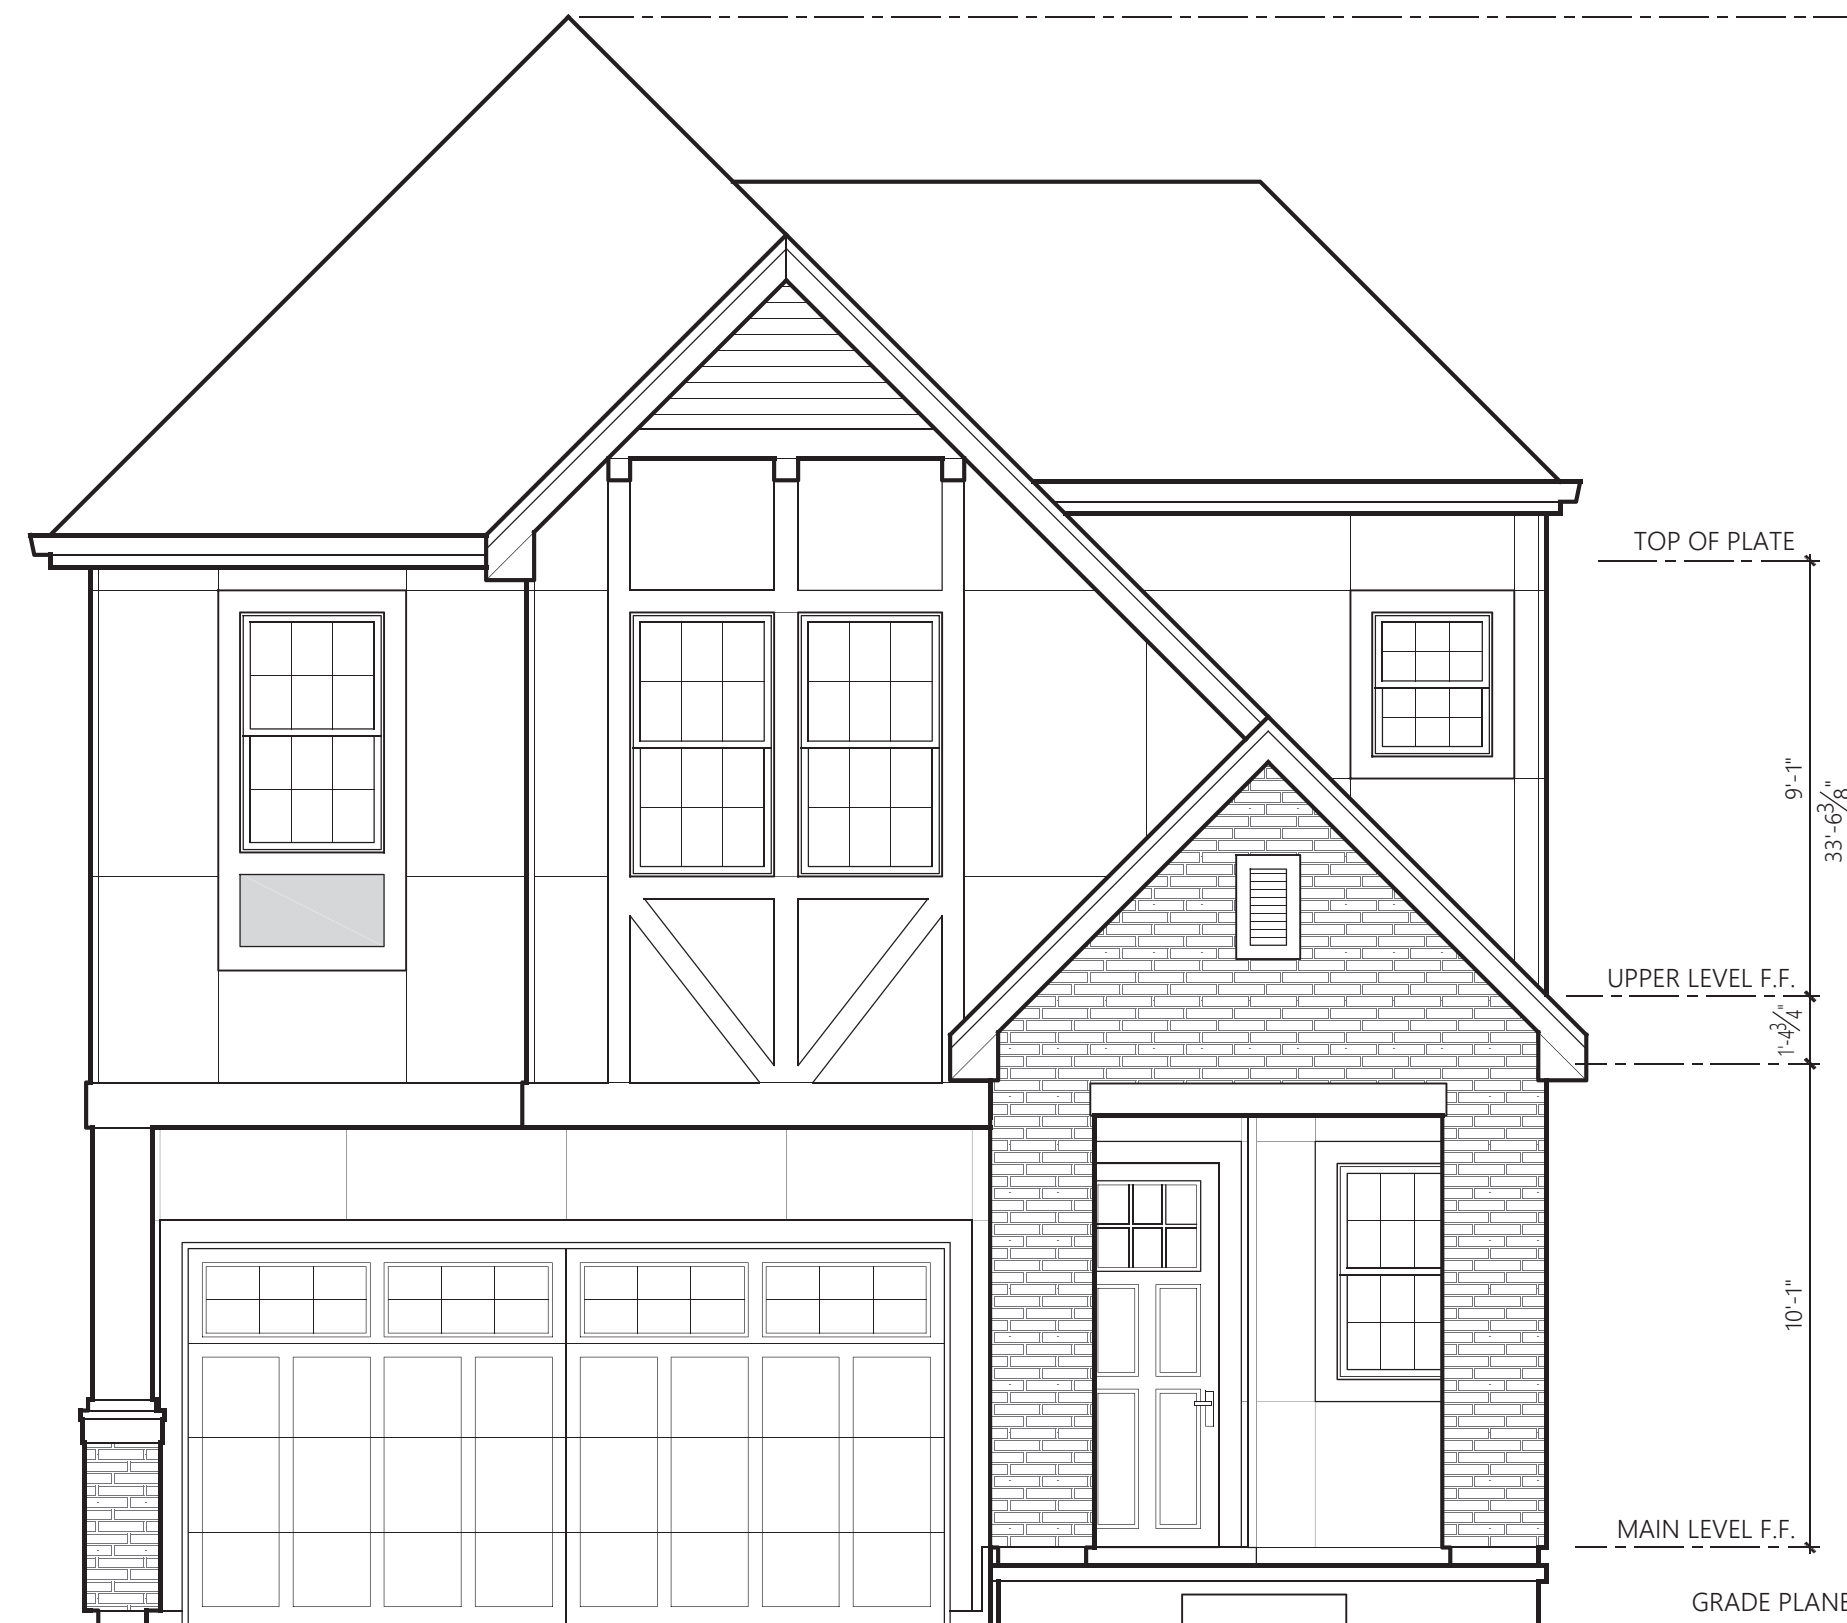 TOP OF PLATE
9'-1"
33'-6 3/8"
UPPER LEVEL F.F.
1'-4 3/4"
10'-1"
MAIN LEVEL F.F.
GRADE PLANE